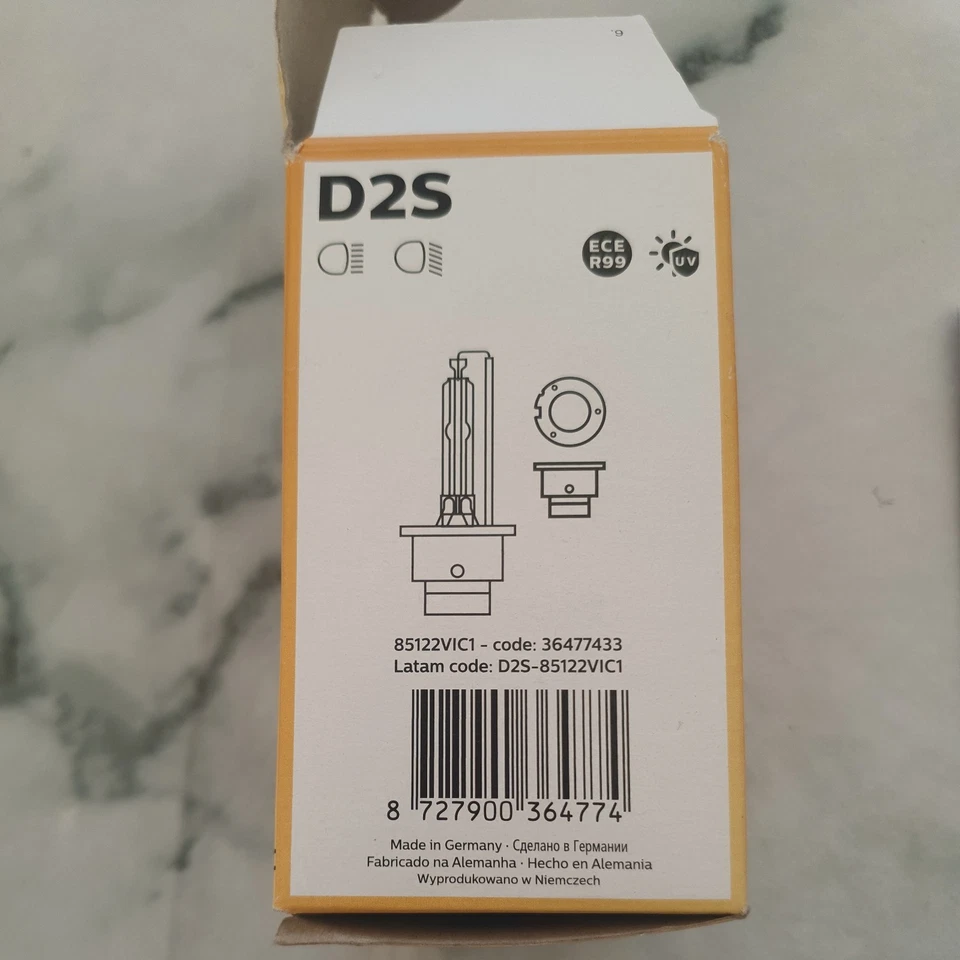 9.
D2S
ECE
R99
UV
85122VIC1 - code: 36477433
Latam code: D2S-85122VIC1
8 727900 364774
Made in Germany · Сделано в Германии
Fabricado na Alemanha · Hecho en Alemania
Wyprodukowano w Niemczech